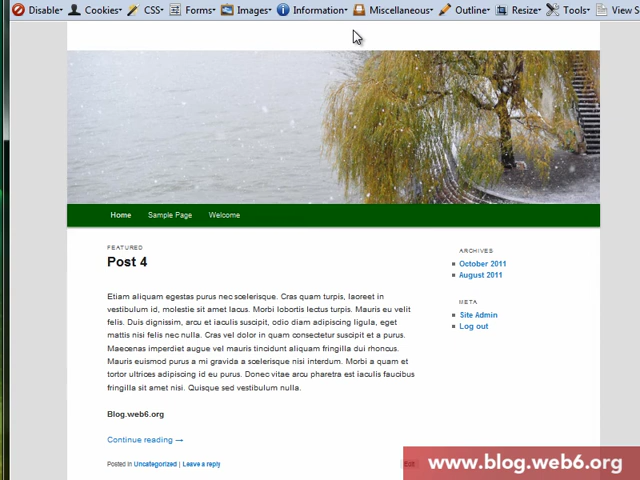 Disable Cookies CSS Forms Images Information Miscellaneous Outline Resize Tools View S
Home Sample Page Welcome
FEATURED
Post 4
Etiam aliquam egestas purus nec scelerisque. Cras quam turpis, laoreet in
vestibulum id, molestie sit amet lacus. Morbi lobortis lectus turpis. Mauris eu velit
felis. Duis dignissim, arcu et iaculis suscipit, odio diam adipiscing ligula, eget
mattis nisi felis nec nulla. Cras vel dolor in quam consectetur suscipit et a purus.
Maecenas imperdiet augue vel mauris tincidunt aliquam fringilla dui rhoncus.
Mauris euismod purus a mi gravida a scelerisque nisi interdum. Morbi a quam et
tortor ultrices adipiscing id eu purus. Donec vitae arcu pharetra est iaculis faucibus
fringilla sit amet nisi. Quisque sed vestibulum nulla.
Blog.web6.org
Continue reading →
Posted in Uncategorized | Leave a reply
Edit
ARCHIVES
October 2011
August 2011
META
Site Admin
Log out
www.blog.web6.org